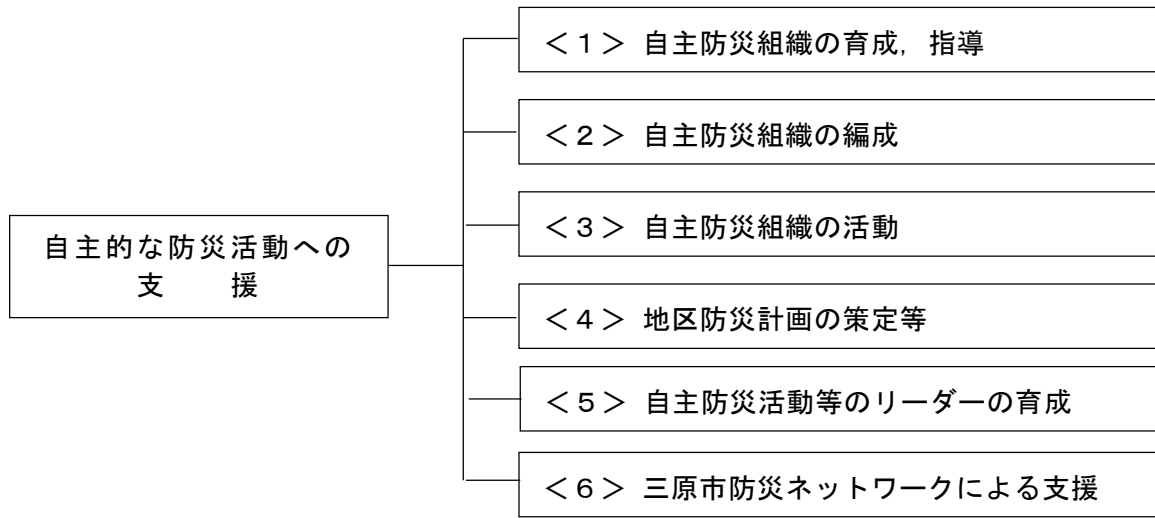 ＜１＞ 自主防災組織の育成，指導
＜２＞ 自主防災組織の編成
＜３＞ 自主防災組織の活動
自主的な防災活動への
支　　援
＜４＞ 地区防災計画の策定等
＜５＞ 自主防災活動等のリーダーの育成
＜６＞ 三原市防災ネットワークによる支援